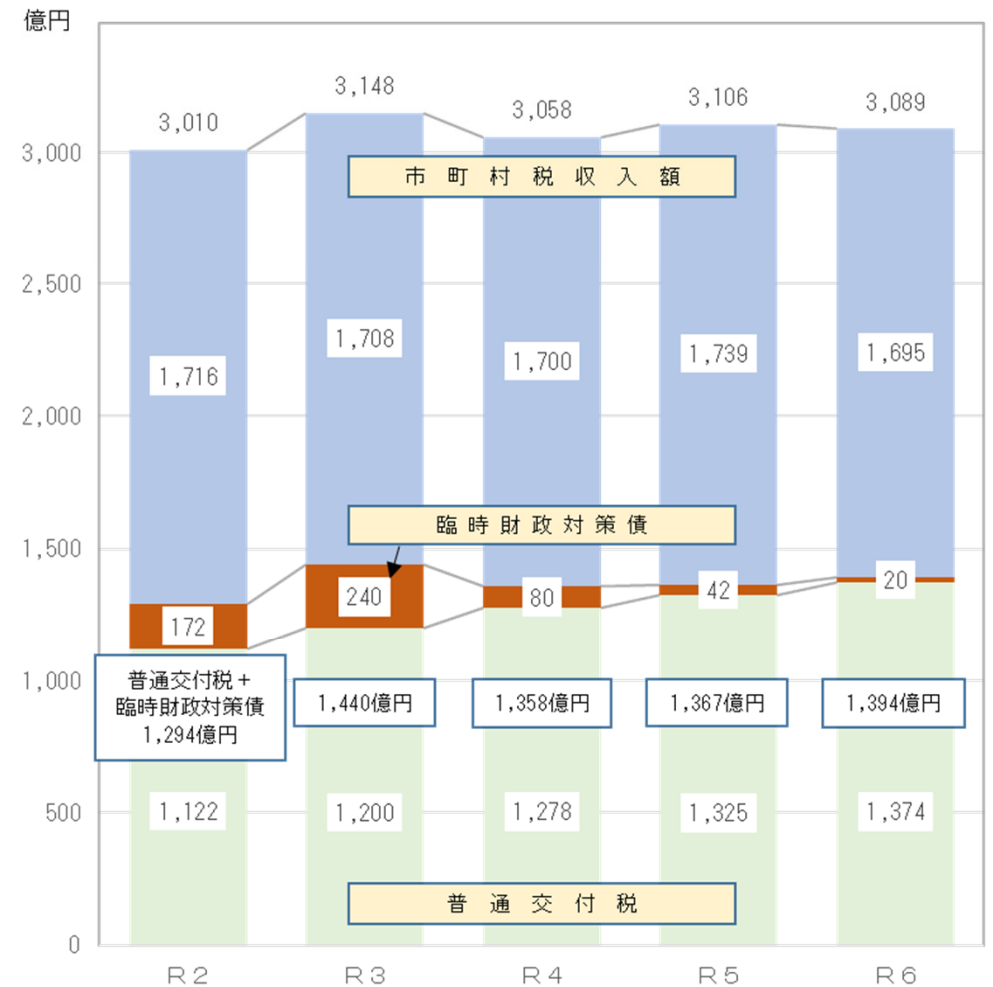 億円
3,010
3,148
3,058
3,106
3,089
3,000
市町村税収入額
2,500
1,716
1,708
1,700
1,739
1,695
2,000
臨時財政対策債
1,500
172
240
80
42
20
1,000
普通交付税+
臨時財政対策債
1,294億円
1,440億円
1,358億円
1,367億円
1,394億円
500
1,122
1,200
1,278
1,325
1,374
普通交付税
0
R2
R3
R4
R5
R6